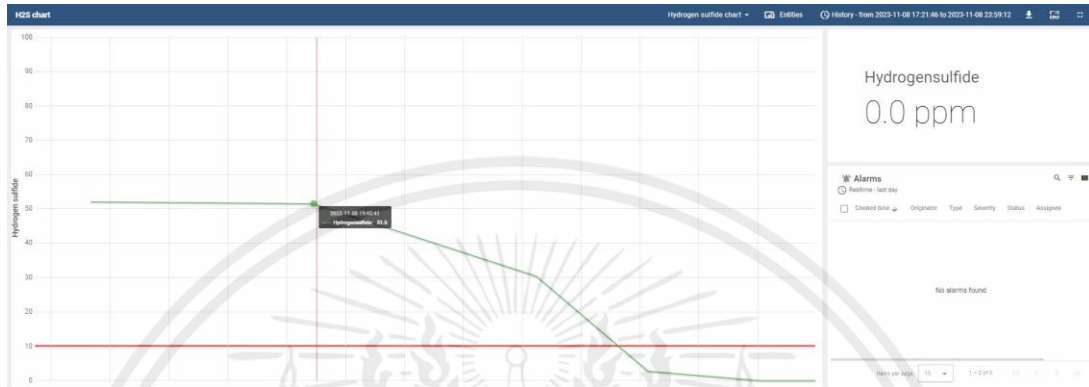 H2S chart
Hydrogen sulfide chart
Entities
History - from 2023-11-08 17:21:46 to 2023-11-08 23:59:12
100
90
80
70
60
50
40
30
20
10
0
Hydrogen sulfide
Hydrogensulfide:
Hydrogensulfide
0.0 ppm
Alarms
Realtime - last day
Created time
Originator
Type
Severity
Status
Assignee
No alarms found
Items per page:
10